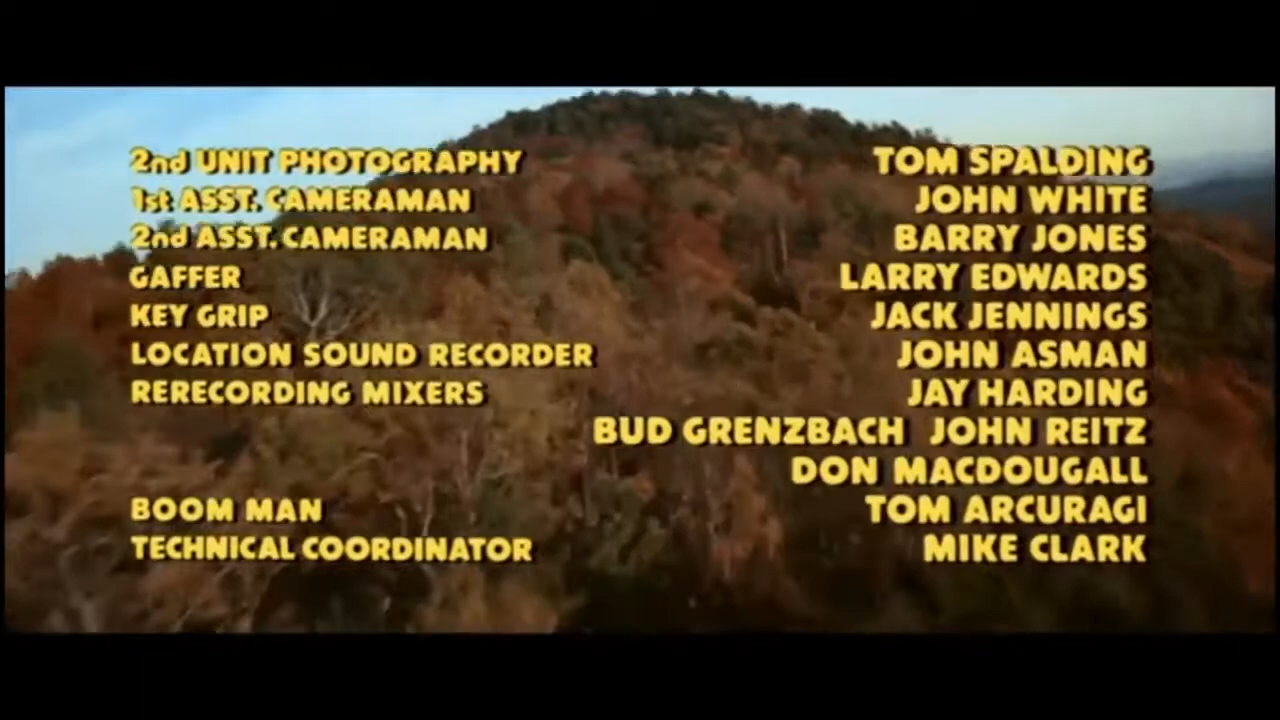 2nd UNIT PHOTOGRAPHY TOM SPALDING
1st ASST. CAMERAMAN JOHN WHITE
2nd ASST. CAMERAMAN BARRY JONES
GAFFER LARRY EDWARDS
KEY GRIP JACK JENNINGS
LOCATION SOUND RECORDER JOHN ASMAN
RERECORDING MIXERS JAY HARDING
BUD GRENZBACH JOHN REITZ
DON MACDOUGALL
BOOM MAN TOM ARCURAGI
TECHNICAL COORDINATOR MIKE CLARK